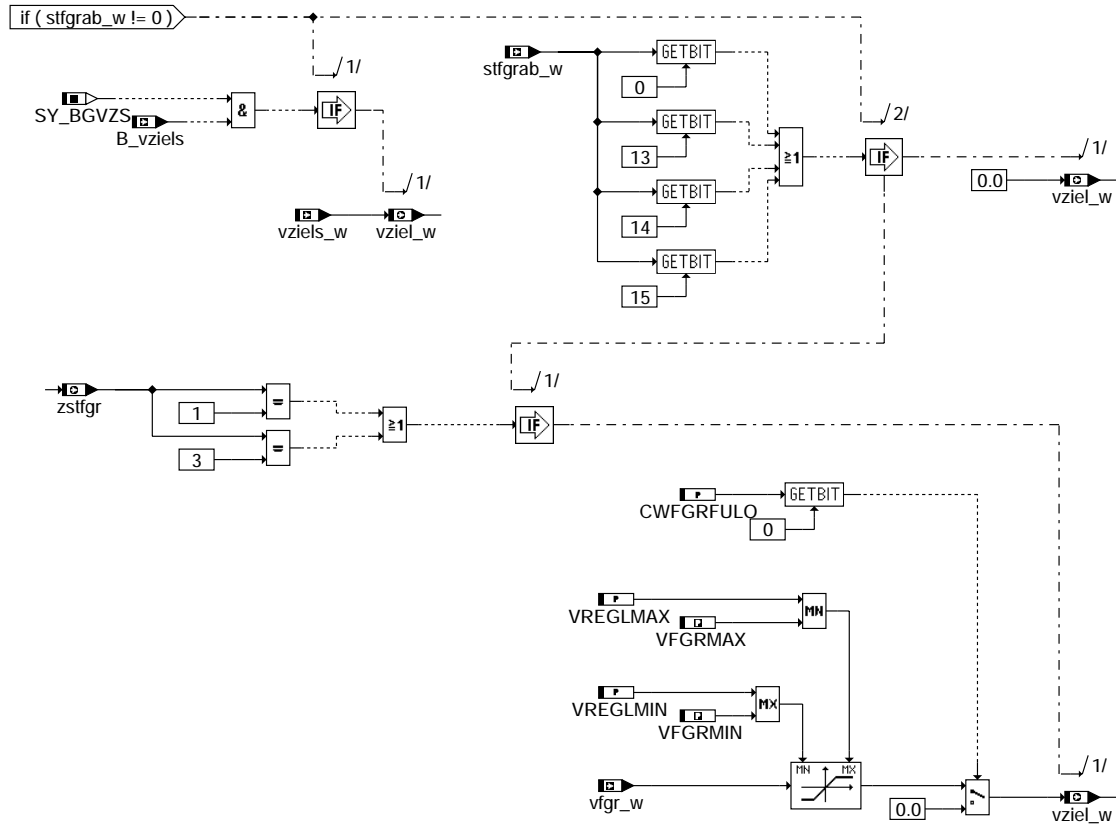 if ( stfgrab_w != 0 )
/1/
SY_BGVZS
B_vziels
&
IF
/1/
vziels_w
vziel_w
stfgrab_w
GETBIT
0
GETBIT
13
GETBIT
14
GETBIT
15
≥1
/2/
IF
/1/
0.0
vziel_w
/1/
zstfgr
1
=
3
=
≥1
IF
CWFGRFULO
GETBIT
0
VREGLMAX
VFGRMAX
MN
VREGLMIN
VFGRMIN
MX
MN MX
vfgr_w
0.0
/1/
vziel_w